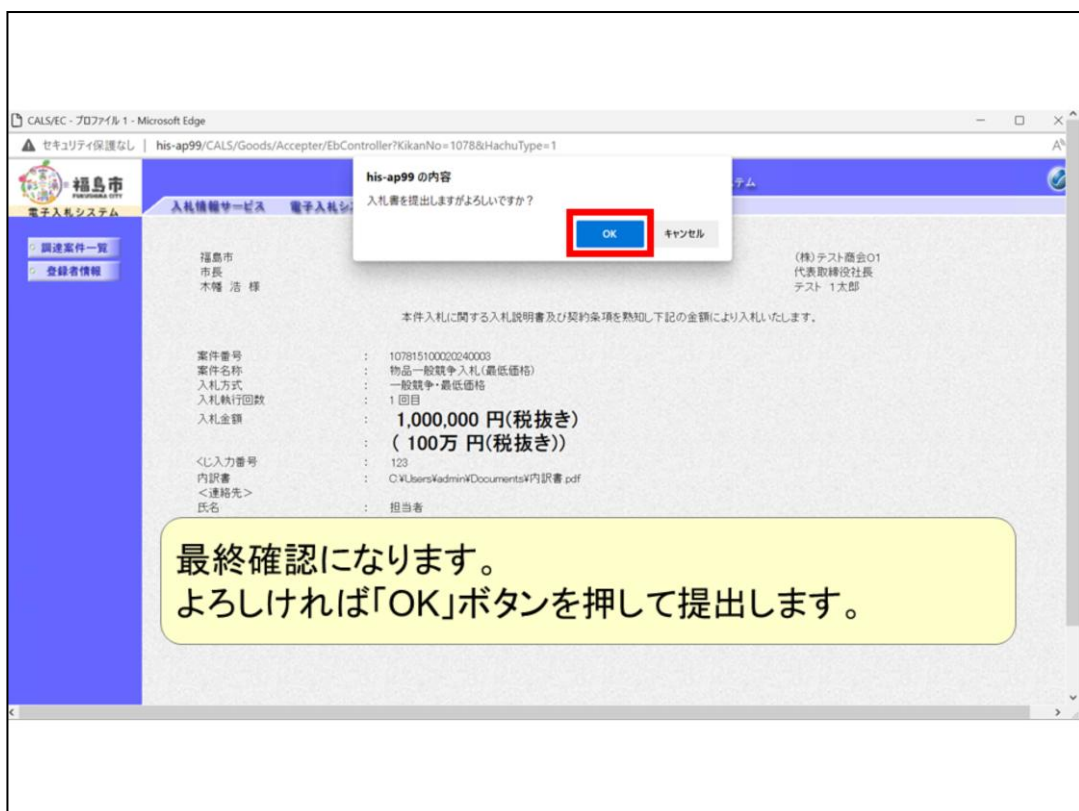 CALS/EC - プロファイル 1 - Microsoft Edge
セキュリティ保護なし | his-ap99/CALS/Goods/Accepter/EbController?KikanNo=1078&HachuType=1
福島市
FUKUSHIMA CITY
電子入札システム
入札情報サービス 電子入札シ
テム
his-ap99 の内容
入札書を提出しますがよろしいですか？
OK キャンセル
調達案件一覧
登録者情報
福島市
市長
木幡 浩 様
(株)テスト商会01
代表取締役社長
テスト 1太郎
本件入札に関する入札説明書及び契約条項を熟知し下記の金額により入札いたします。
案件番号 : 107815100020240003
案件名称 : 物品一般競争入札(最低価格)
入札方式 : 一般競争・最低価格
入札執行回数 : 1 回目
入札金額 : 1,000,000 円(税抜き)
: ( 100万 円(税抜き))
くじ入力番号 : 123
内訳書 : C:¥Users¥admin¥Documents¥内訳書.pdf
＜連絡先＞
氏名 : 担当者
最終確認になります。
よろしければ「OK」ボタンを押して提出します。